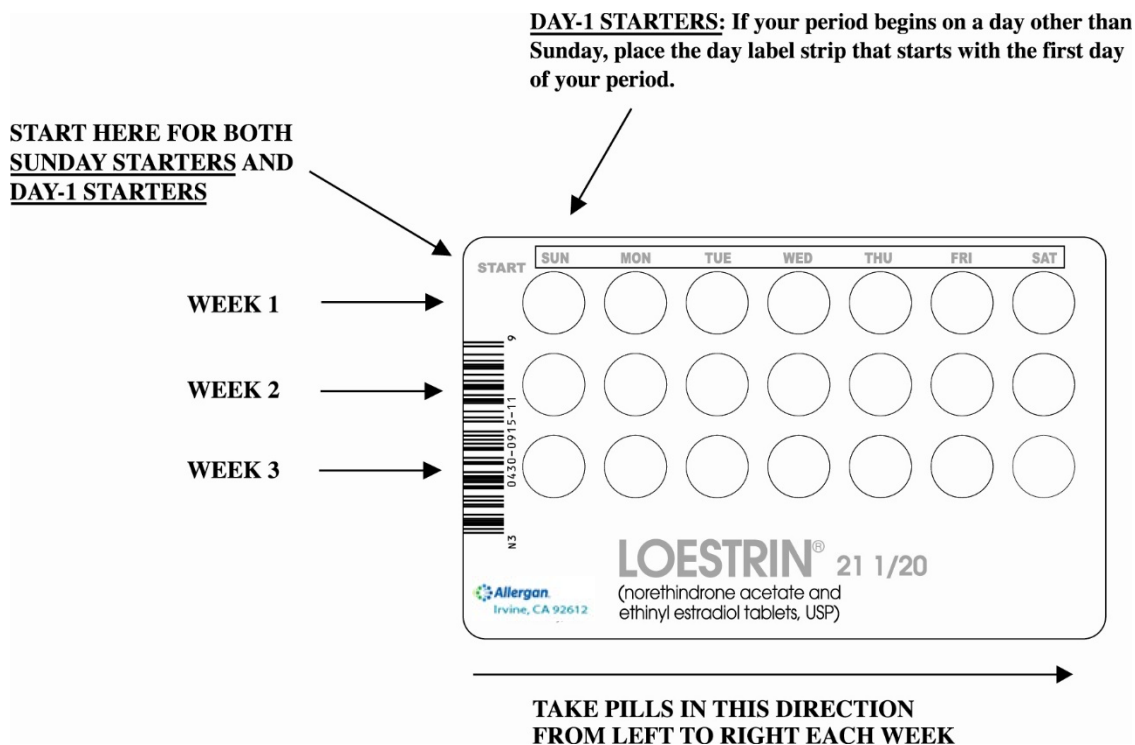 DAY-1 STARTERS: If your period begins on a day other than
Sunday, place the day label strip that starts with the first day
of your period.
START HERE FOR BOTH
SUNDAY STARTERS AND
DAY-1 STARTERS
START
SUN MON TUE WED THU FRI SAT
WEEK 1
WEEK 2
WEEK 3
N3 0430-0915-11 9
LOESTRIN® 21 1/20
(norethindrone acetate and
ethinyl estradiol tablets, USP)
Allergan.
Irvine, CA 92612
TAKE PILLS IN THIS DIRECTION
FROM LEFT TO RIGHT EACH WEEK